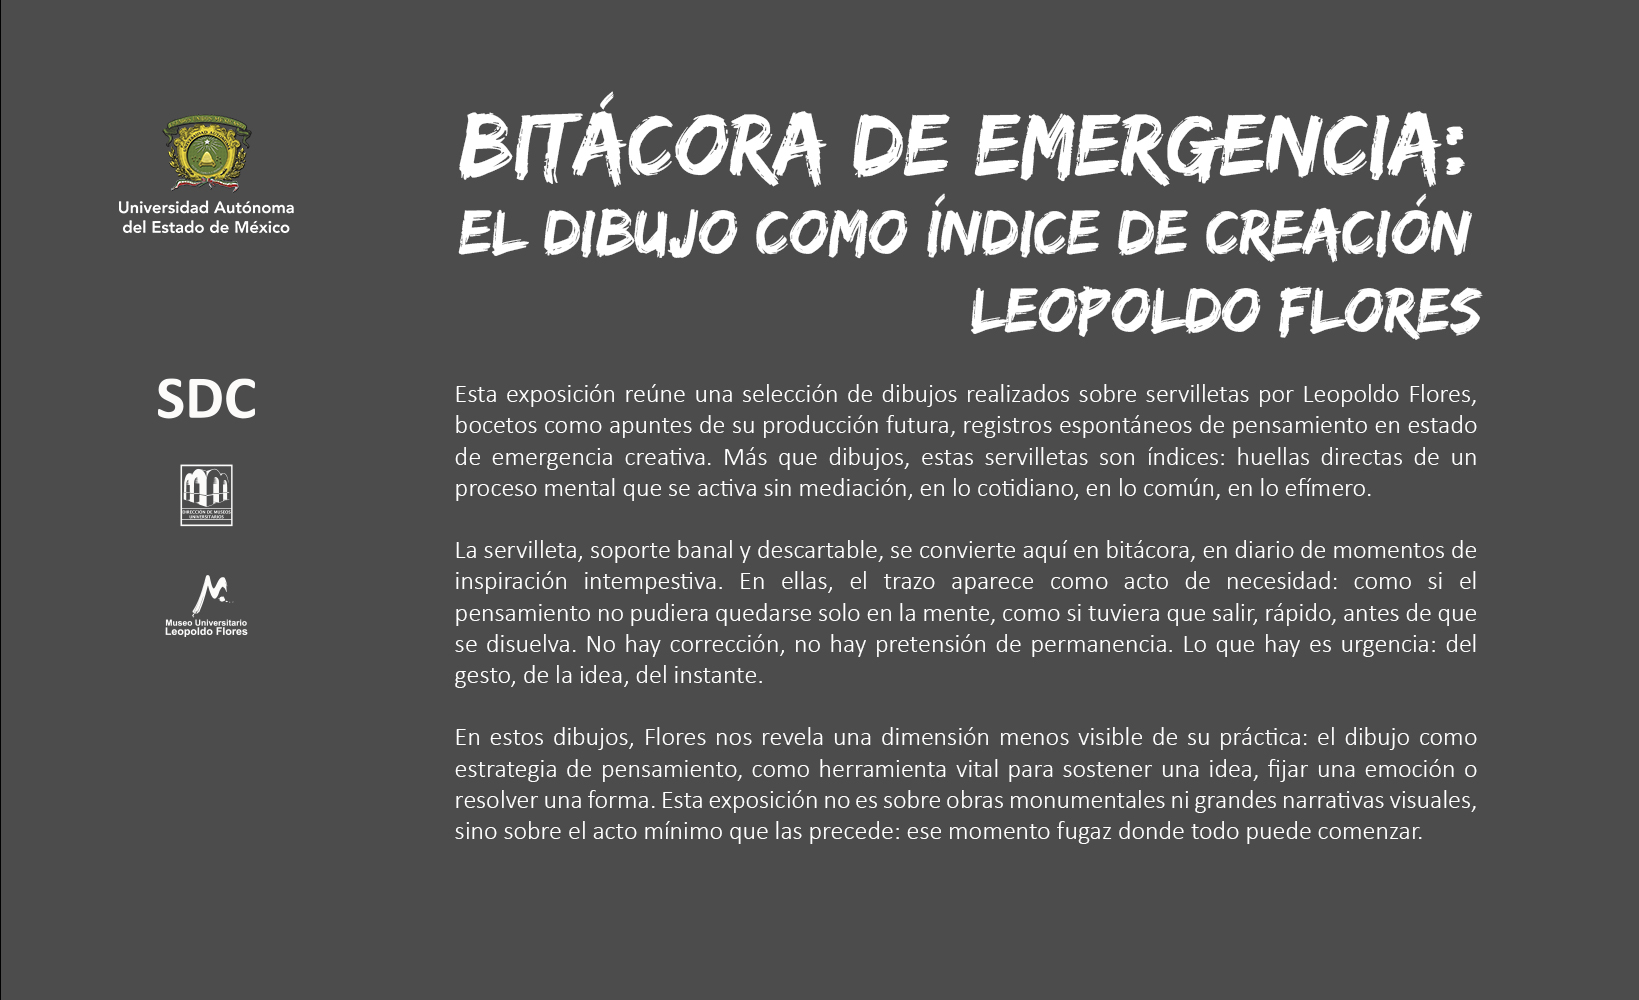 Universidad Autónoma
del Estado de México
SDC
DIRECCIÓN DE MUSEOS
UNIVERSITARIOS
Museo Universitario
Leopoldo Flores
BITÁCORA DE EMERGENCIA:
EL DIBUJO COMO ÍNDICE DE CREACIÓN
LEOPOLDO FLORES
Esta exposición reúne una selección de dibujos realizados sobre servilletas por Leopoldo Flores,
bocetos como apuntes de su producción futura, registros espontáneos de pensamiento en estado
de emergencia creativa. Más que dibujos, estas servilletas son índices: huellas directas de un
proceso mental que se activa sin mediación, en lo cotidiano, en lo común, en lo efímero.
La servilleta, soporte banal y descartable, se convierte aquí en bitácora, en diario de momentos de
inspiración intempestiva. En ellas, el trazo aparece como acto de necesidad: como si el
pensamiento no pudiera quedarse solo en la mente, como si tuviera que salir, rápido, antes de que
se disuelva. No hay corrección, no hay pretensión de permanencia. Lo que hay es urgencia: del
gesto, de la idea, del instante.
En estos dibujos, Flores nos revela una dimensión menos visible de su práctica: el dibujo como
estrategia de pensamiento, como herramienta vital para sostener una idea, fijar una emoción o
resolver una forma. Esta exposición no es sobre obras monumentales ni grandes narrativas visuales,
sino sobre el acto mínimo que las precede: ese momento fugaz donde todo puede comenzar.